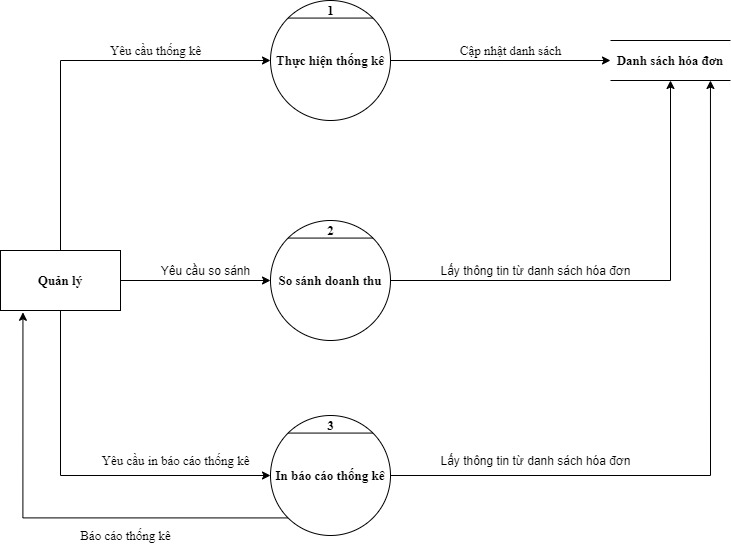 1
Yêu cầu thống kê
Thực hiện thống kê
Cập nhật danh sách
Danh sách hóa đơn
2
Quản lý
Yêu cầu so sánh
So sánh doanh thu
Lấy thông tin từ danh sách hóa đơn
3
Yêu cầu in báo cáo thống kê
In báo cáo thống kê
Lấy thông tin từ danh sách hóa đơn
Báo cáo thống kê